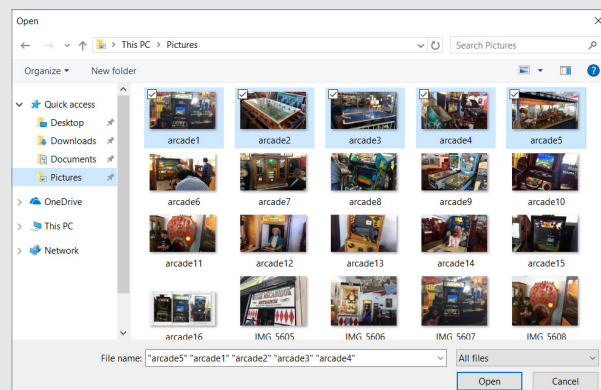 Open
This PC > Pictures
Search Pictures
Organize
New folder
Quick access
Desktop
Downloads
Documents
Pictures
OneDrive
This PC
Network
arcade1 arcade2 arcade3 arcade4 arcade5
arcade6 arcade7 arcade8 arcade9 arcade10
arcade11 arcade12 arcade13 arcade14 arcade15
arcade16 IMG_5605 IMG_5606 IMG_5607 IMG_5608
File name: "arcade5" "arcade1" "arcade2" "arcade3" "arcade4"
All files
Open
Cancel